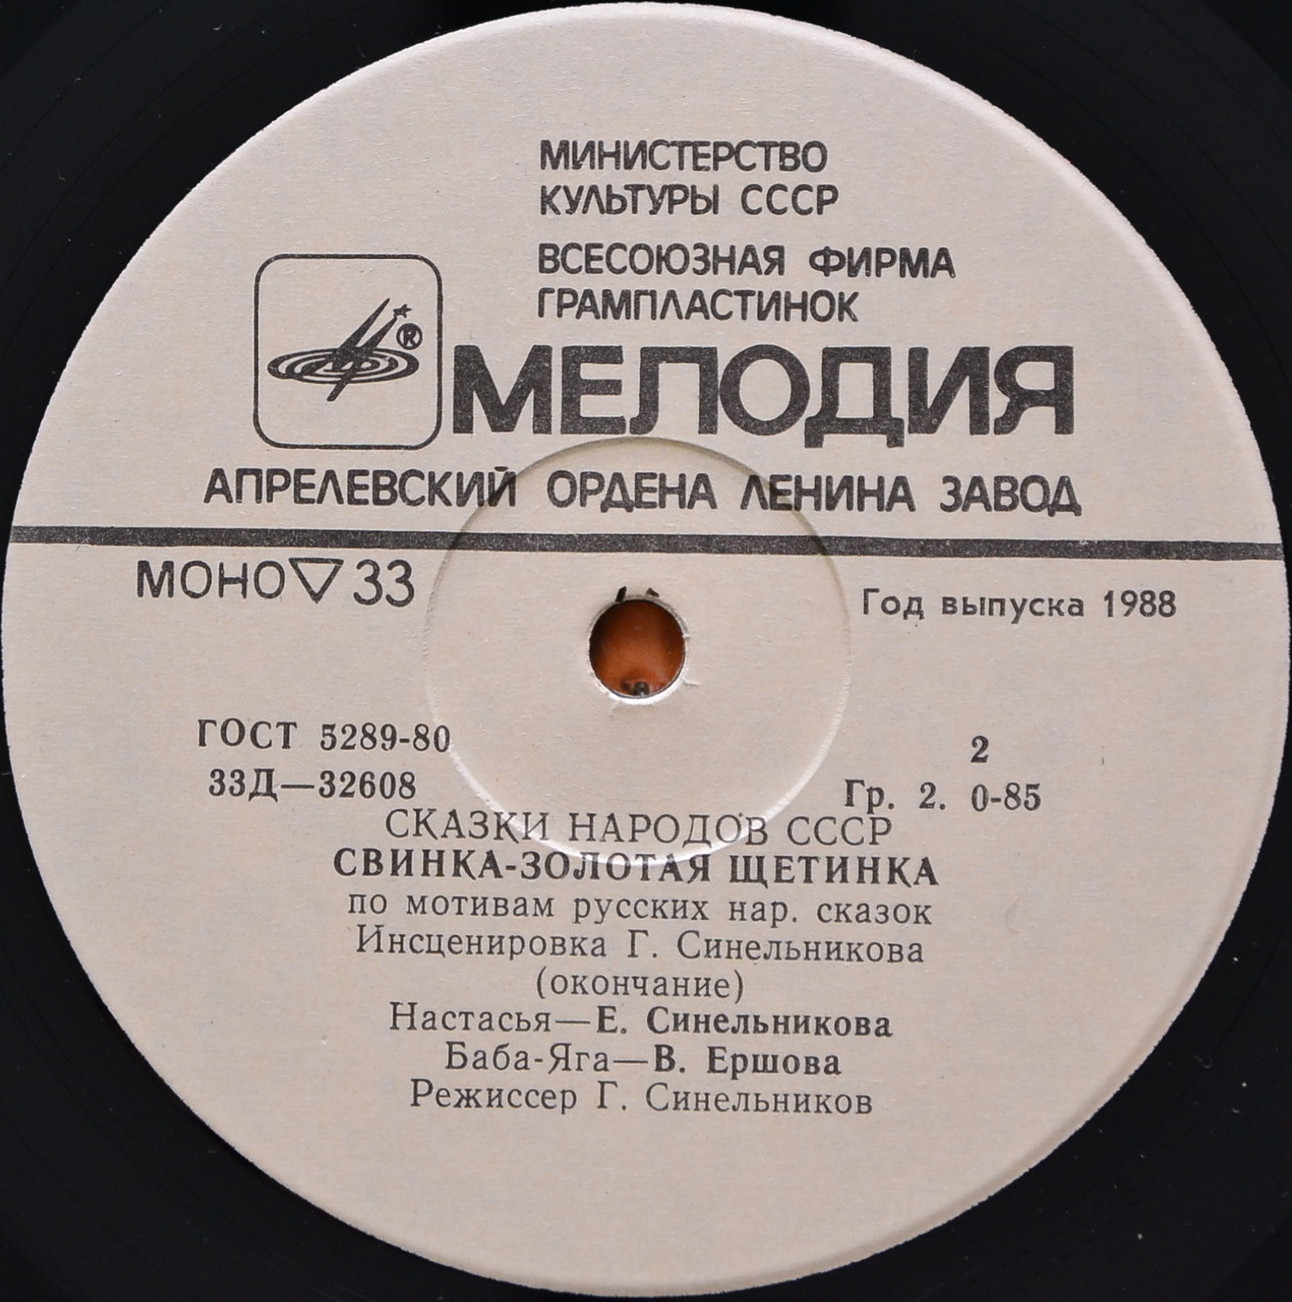 МИНИСТЕРСТВО
КУЛЬТУРЫ СССР
ВСЕСОЮЗНАЯ ФИРМА
ГРАМПЛАСТИНОК
®
МЕЛОДИЯ
АПРЕЛЕВСКИЙ ОРДЕНА ЛЕНИНА ЗАВОД
МОНО▽33
Год выпуска 1988
ГОСТ 5289-80
2
33Д—32608
Гр. 2. 0-85
СКАЗКИ НАРОДОВ СССР
СВИНКА-ЗОЛОТАЯ ЩЕТИНКА
по мотивам русских нар. сказок
Инсценировка Г. Синельникова
(окончание)
Настасья—Е. Синельникова
Баба-Яга—В. Ершова
Режиссер Г. Синельников